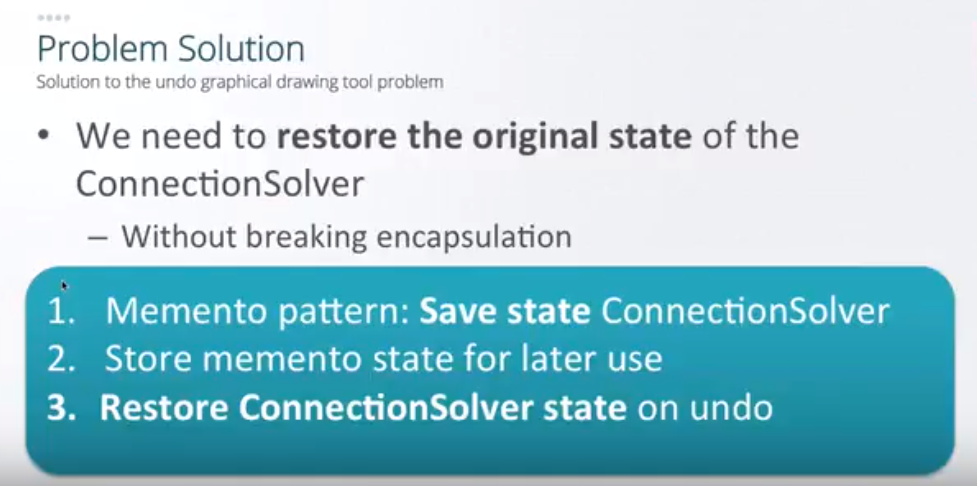 Problem Solution
Solution to the undo graphical drawing tool problem
• We need to restore the original state of the
ConnectionSolver
– Without breaking encapsulation
1. Memento pattern: Save state ConnectionSolver
2. Store memento state for later use
3. Restore ConnectionSolver state on undo